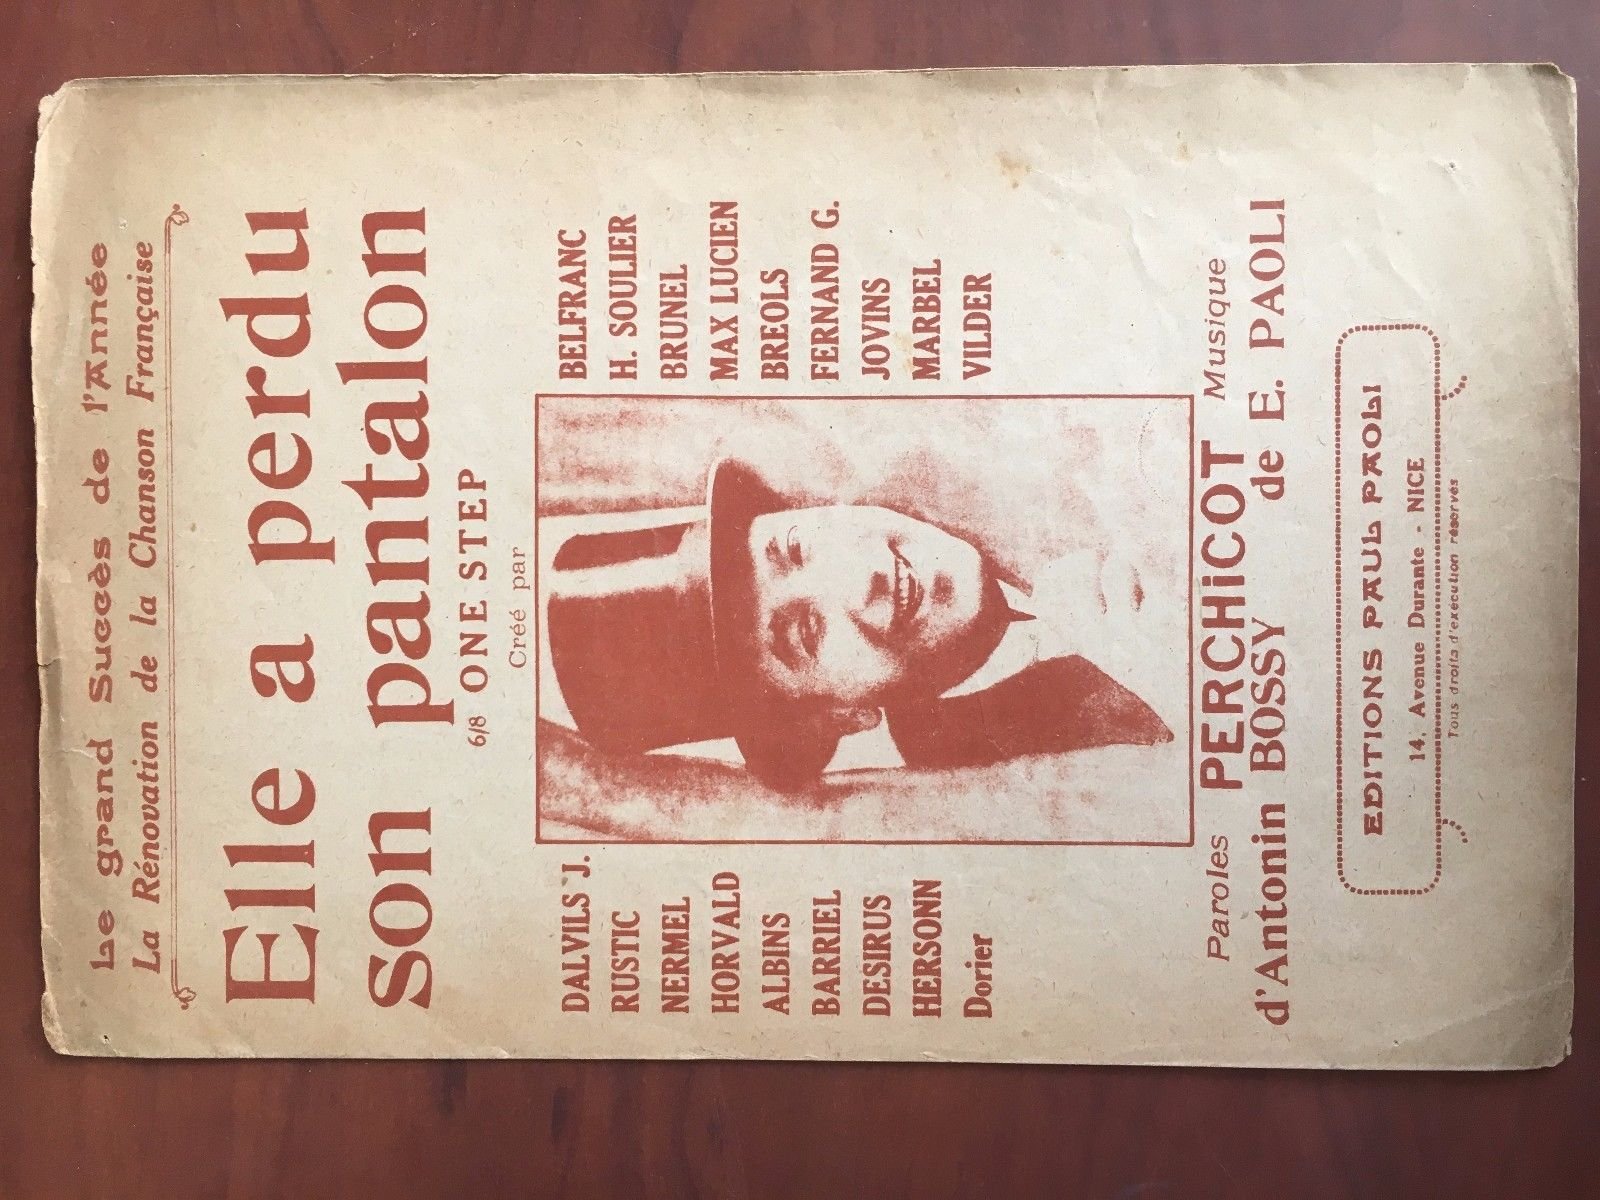 Le grand Succès de l'Année
La Rénovation de la Chanson Française
Elle a perdu
son pantalon
6/8 ONE STEP
Créé par
DALVILS J.
RUSTIC
NERMEL
HORVALD
ALBINS
BARRIEL
DESIRUS
HERSONN
Dorier
BELFRANC
H. SOULIER
BRUNEL
MAX LUCIEN
BREOLS
FERNAND G.
JOVINS
MARBEL
VILDER
PERCHiCOT
Paroles
d'Antonin BOSSY
Musique
de E. PAOLI
EDITIONS PAUL PAOLI
14, Avenue Durante - NICE
Tous droits d'exécution réservés